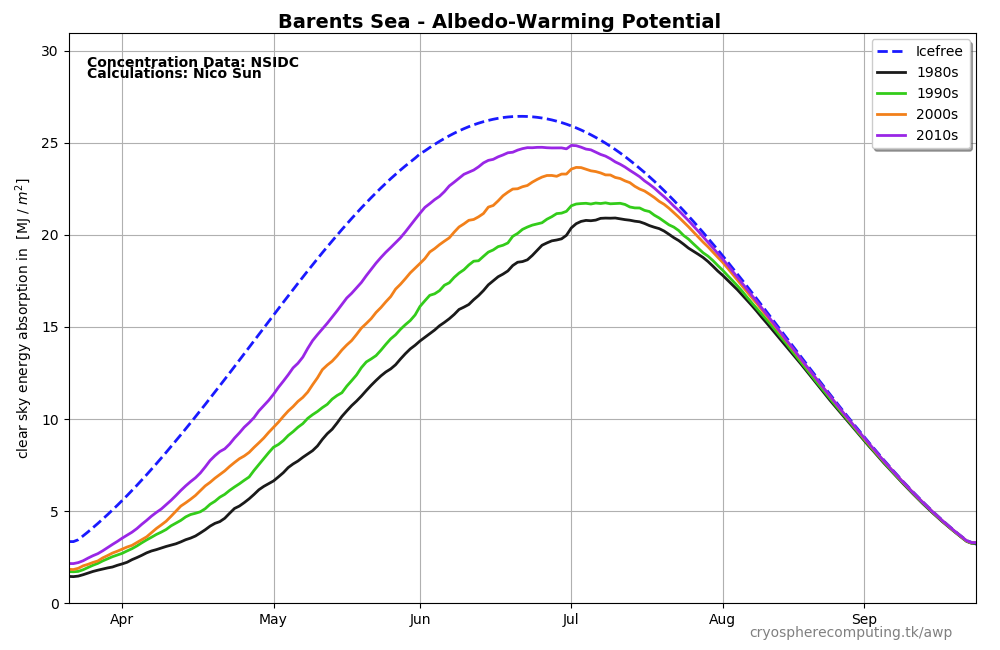 Barents Sea - Albedo-Warming Potential
Concentration Data: NSIDC
Calculations: Nico Sun
Icefree
1980s
1990s
2000s
2010s
clear sky energy absorption in [MJ / m²]
30
25
20
15
10
5
0
Apr May Jun Jul Aug Sep
cryospherecomputing.tk/awp